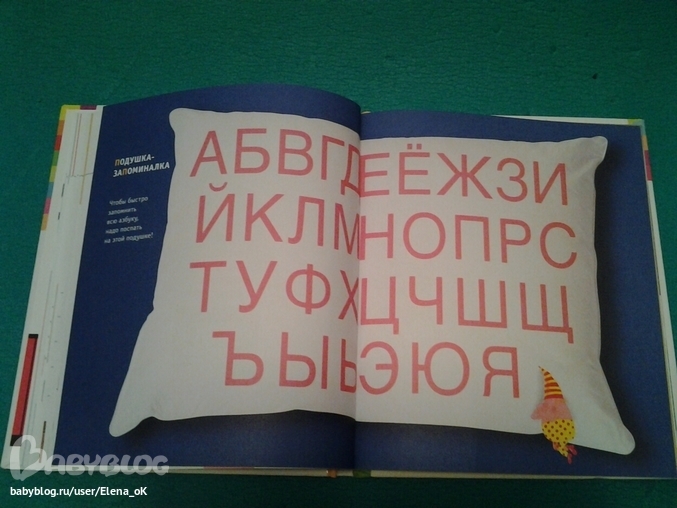 ПОДУШКА-
ЗАПОМИНАЛКА
Чтобы быстро
запомнить
всю азбуку,
надо поспать
на этой подушке!
АБВГДЕЁЖЗИ
ЙКЛМНОПРС
ТУФХЦЧШЩ
ЪЫЬЭЮЯ
BABYBLOG
babyblog.ru/user/Elena_oK